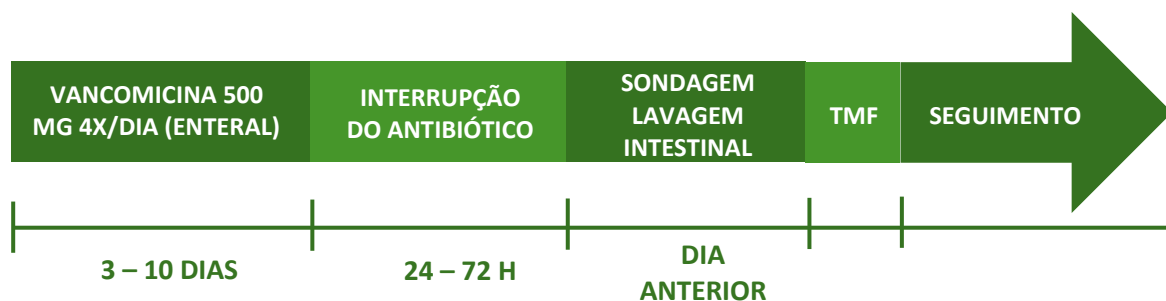 VANCOMICINA 500
MG 4X/DIA (ENTERAL)
INTERRUPÇÃO
DO ANTIBIÓTICO
SONDAGEM
LAVAGEM
INTESTINAL
TMF
SEGUIMENTO
3 – 10 DIAS
24 – 72 H
DIA
ANTERIOR